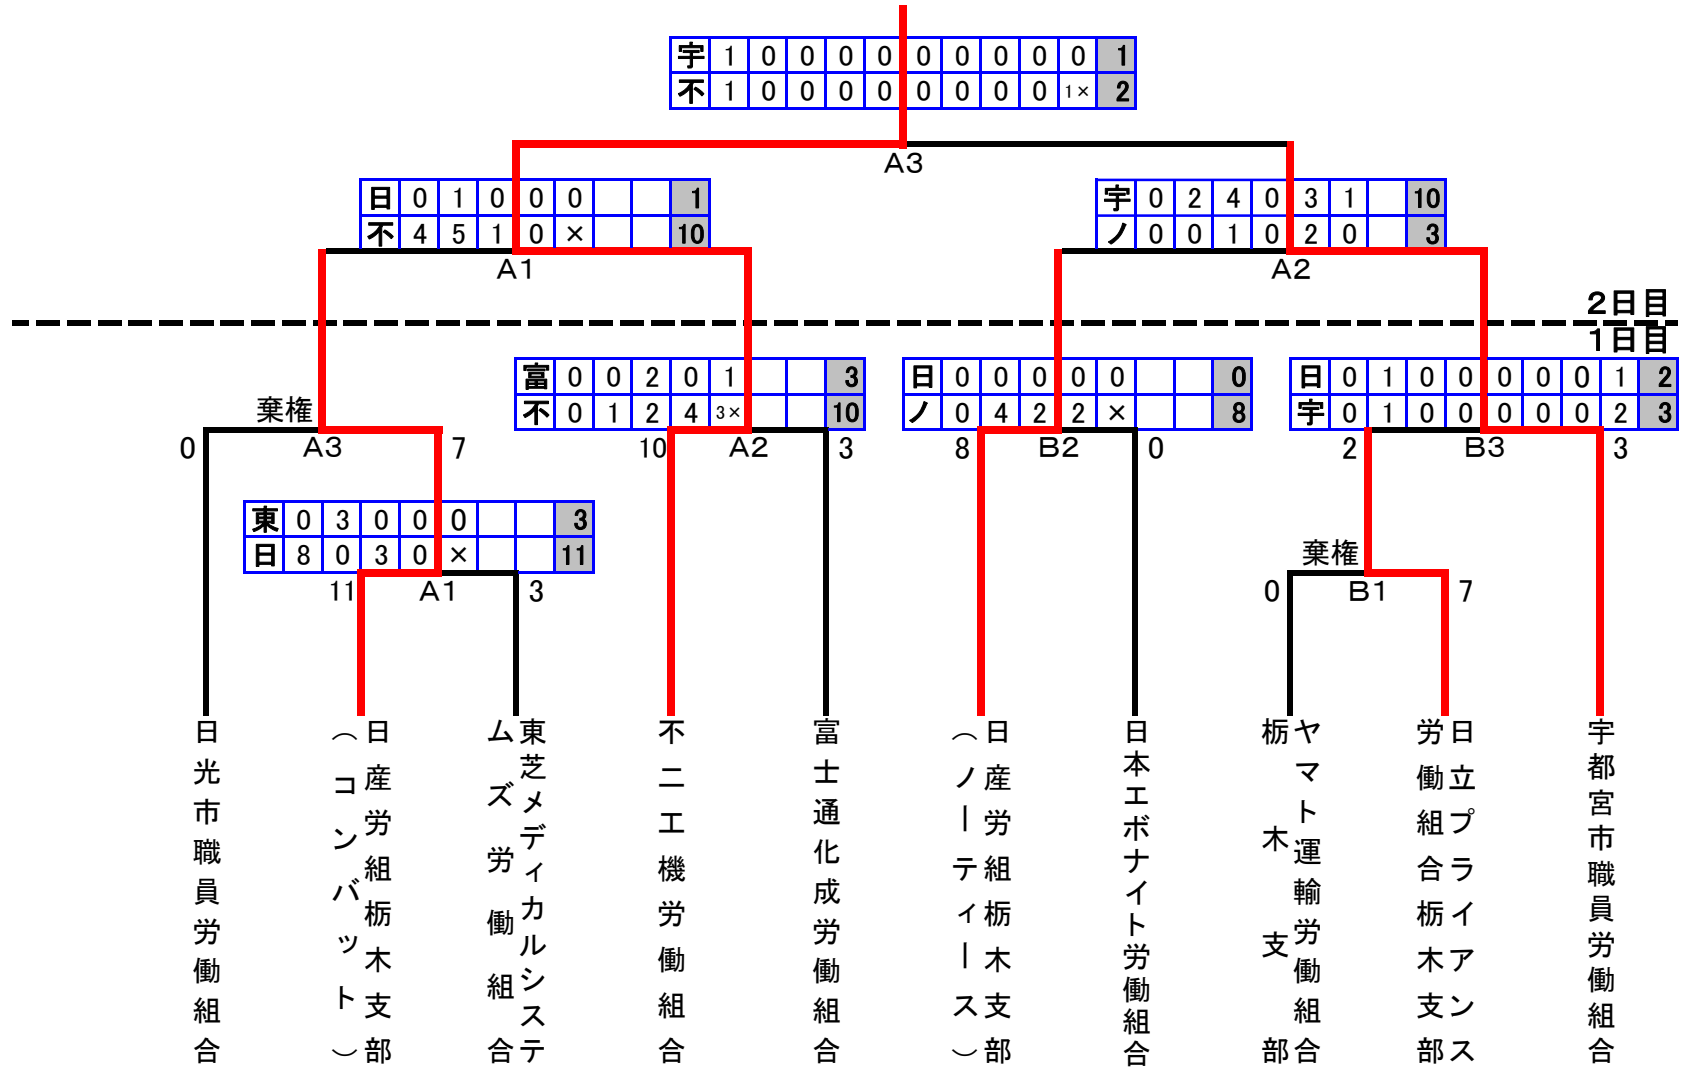 宇 1 0 0 0 0 0 0 0 0 0 1
不 1 0 0 0 0 0 0 0 0 1× 2
A3
日 0 1 0 0 0 1
不 4 5 1 0 × 10
A1
宇 0 2 4 0 3 1 10
ノ 0 0 1 0 2 0 3
A2
2日目
1日目
富 0 0 2 0 1 3
不 0 1 2 4 3× 10
日 0 0 0 0 0 0
ノ 0 4 2 2 × 8
日 0 1 0 0 0 0 0 1 2
宇 0 1 0 0 0 0 0 2 3
棄権
0 A3 7
10 A2 3
8 B2 0
2 B3 3
東 0 3 0 0 0 3
日 8 0 3 0 × 11
11 A1 3
棄権
0 B1 7
日光市職員労働組合
日産労組栃木支部
（コンバット）
東芝メディカルシステ
ムズ労働組合
不二工機労働組合
富士通化成労働組合
日産労組栃木支部
（ノーティース）
日本エボナイト労働組合
ヤマト運輸労働組合
栃木支部
日立プライアンス
労働組合栃木支部
宇都宮市職員労働組合